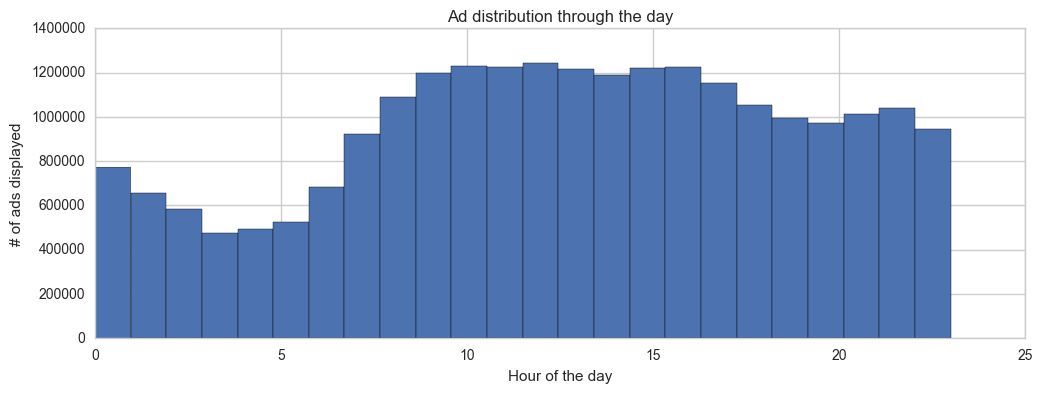 Ad distribution through the day
1400000
1200000
1000000
800000
600000
400000
200000
0
# of ads displayed
0 5 10 15 20 25
Hour of the day